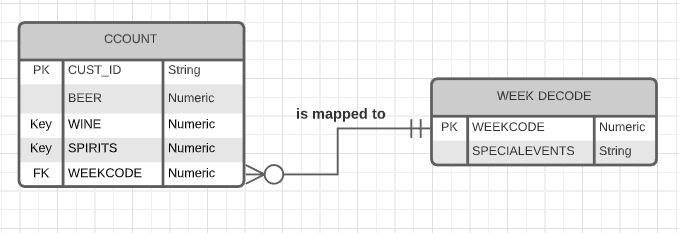 CCOUNT
PK CUST_ID String
BEER Numeric
Key WINE Numeric
Key SPIRITS Numeric
FK WEEKCODE Numeric
is mapped to
WEEK DECODE
PK WEEKCODE Numeric
SPECIALEVENTS String